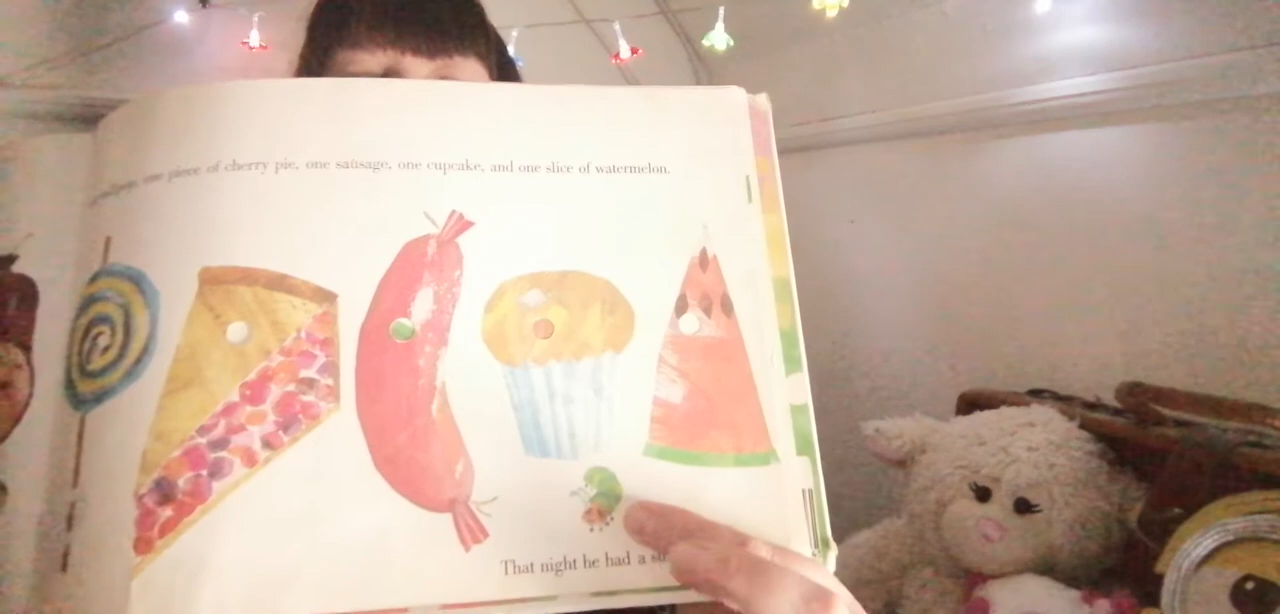 one piece of cherry pie, one sausage, one cupcake, and one slice of watermelon.
That night he had a